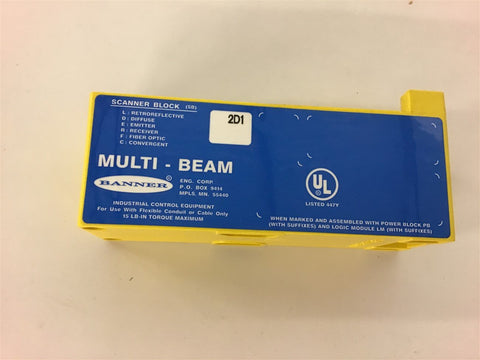 SCANNER BLOCK (SB)
L : RETROREFLECTIVE
D : DIFFUSE
E : EMITTER
R : RECEIVER
F : FIBER OPTIC
C : CONVERGENT
2D1
MULTI - BEAM
BANNER
ENG. CORP.
P.O. BOX 9414
MPLS. MN. 55440
INDUSTRIAL CONTROL EQUIPMENT
For Use With Flexible Conduit or Cable Only
15 LB-IN TORQUE MAXIMUM
UL
LISTED 447Y
WHEN MARKED AND ASSEMBLED WITH POWER BLOCK PB
(WITH SUFFIXES) AND LOGIC MODULE LM (WITH SUFFIXES)